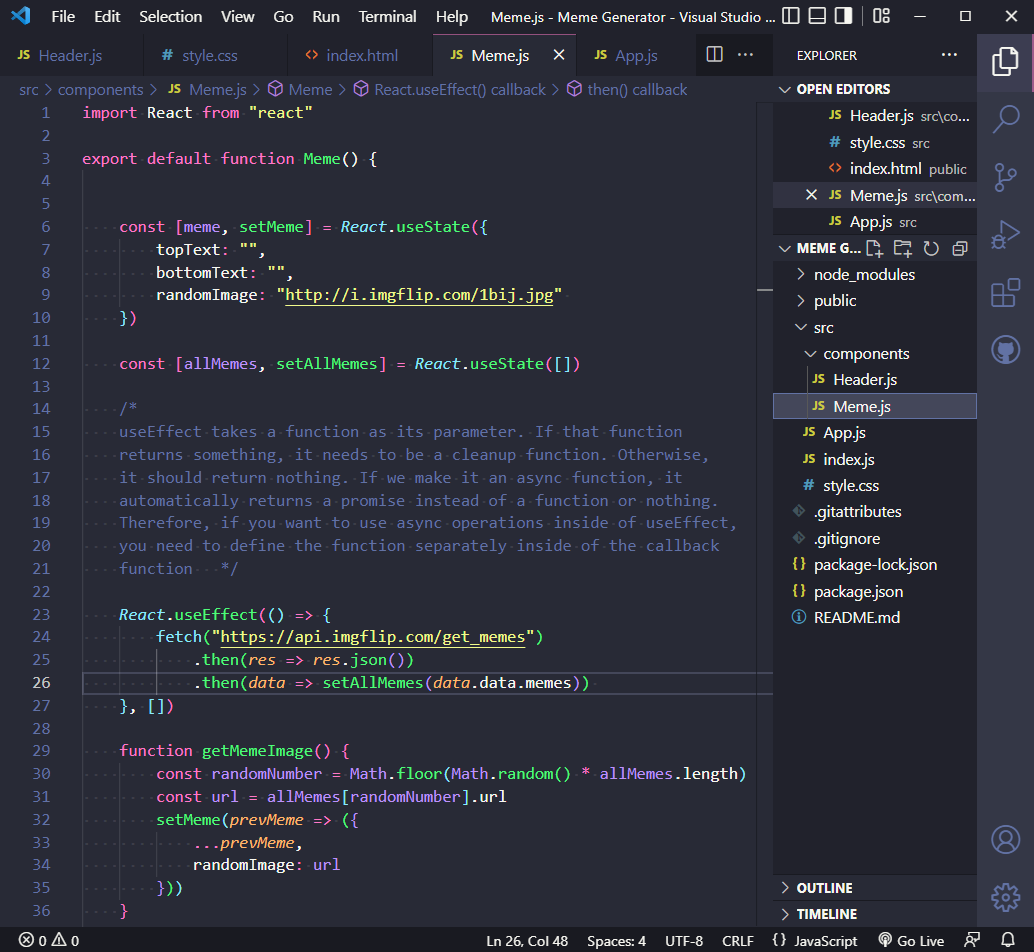 File Edit Selection View Go Run Terminal Help Meme.js - Meme Generator - Visual Studio ...
JS Header.js # style.css <> index.html JS Meme.js JS App.js ... EXPLORER ...
src > components > JS Meme.js > Meme > React.useEffect() callback > then() callback
1 import React from "react"
2
3 export default function Meme() {
4
5
6 const [meme, setMeme] = React.useState({
7 topText: "",
8 bottomText: "",
9 randomImage: "http://i.imgflip.com/1bij.jpg"
10 })
11
12 const [allMemes, setAllMemes] = React.useState([])
13
14 /*
15 useEffect takes a function as its parameter. If that function
16 returns something, it needs to be a cleanup function. Otherwise,
17 it should return nothing. If we make it an async function, it
18 automatically returns a promise instead of a function or nothing.
19 Therefore, if you want to use async operations inside of useEffect,
20 you need to define the function separately inside of the callback
21 function */
22
23 React.useEffect(() => {
24 fetch("https://api.imgflip.com/get_memes")
25 .then(res => res.json())
26 .then(data => setAllMemes(data.data.memes))
27 }, [])
28
29 function getMemeImage() {
30 const randomNumber = Math.floor(Math.random() * allMemes.length)
31 const url = allMemes[randomNumber].url
32 setMeme(prevMeme => ({
33 ...prevMeme,
34 randomImage: url
35 }))
36 }
OPEN EDITORS
JS Header.js src\co...
# style.css src
<> index.html public
JS Meme.js src\com...
JS App.js src
MEME G...
node_modules
public
src
components
JS Header.js
JS Meme.js
JS App.js
JS index.js
# style.css
.gitattributes
.gitignore
{} package-lock.json
{} package.json
README.md
OUTLINE
TIMELINE
0 0 Ln 26, Col 48 Spaces: 4 UTF-8 CRLF {} JavaScript Go Live